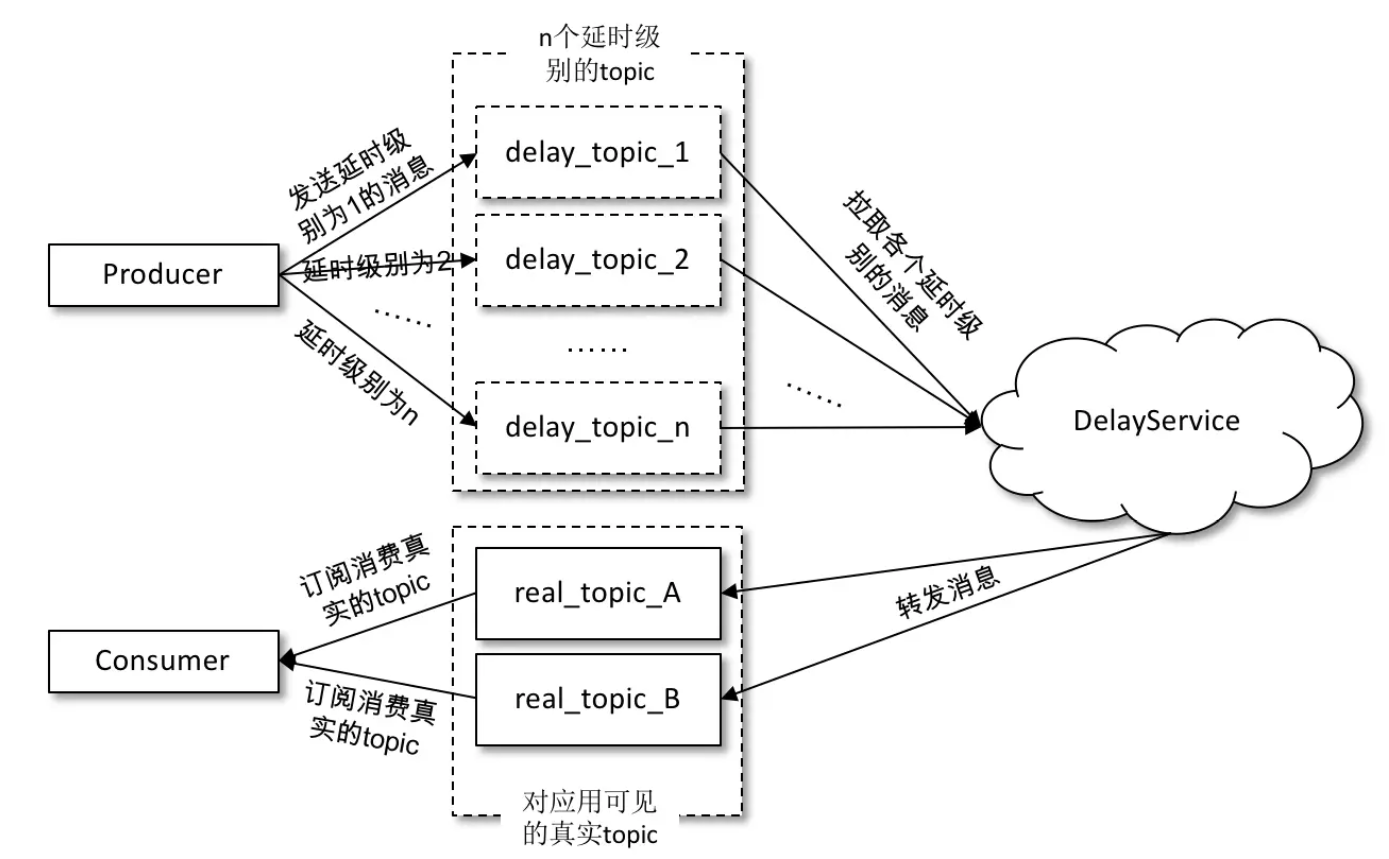 n个延时级
别的topic
delay_topic_1
发送延时级
别为1的消息
Producer
延时级别为2
delay_topic_2
……
延时级别为n
……
delay_topic_n
拉取各个延时级
别的消息
……
DelayService
转发消息
real_topic_A
real_topic_B
订阅消费真
实的topic
Consumer
订阅消费真
实的topic
对应用可见
的真实topic